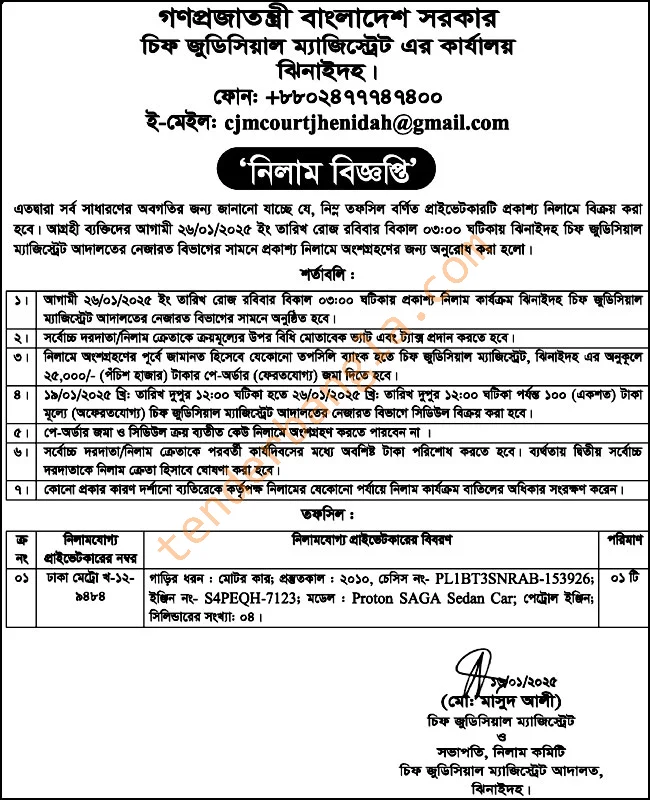 গণপ্রজাতন্ত্রী বাংলাদেশ সরকার
চিফ জুডিসিয়াল ম্যাজিস্ট্রেট এর কার্যালয়
ঝিনাইদহ।
ফোন: +৮৮০২৪৭৭৭৪৭৪০০
ই-মেইল: cjmcourtjhenidah@gmail.com
‘নিলাম বিজ্ঞপ্তি’
এতদ্বারা সর্ব সাধারণের অবগতির জন্য জানানো যাচ্ছে যে, নিম্ন তফসিল বর্ণিত প্রাইভেটকারটি প্রকাশ্য নিলামে বিক্রয় করা
হবে। আগ্রহী ব্যক্তিদের আগামী ২৬/০১/২০২৫ ইং তারিখ রোজ রবিবার বিকাল ০৩:০০ ঘটিকায় ঝিনাইদহ চিফ জুডিসিয়াল
ম্যাজিস্ট্রেট আদালতের নেজারত বিভাগের সামনে প্রকাশ্য নিলামে অংশগ্রহণের জন্য অনুরোধ করা হলো।
শর্তাবলি :
১। আগামী ২৬/০১/২০২৫ ইং তারিখ রোজ রবিবার বিকাল ০৩:০০ ঘটিকায় প্রকাশ্য নিলাম কার্যক্রম ঝিনাইদহ চিফ জুডিসিয়াল
ম্যাজিস্ট্রেট আদালতের নেজারত বিভাগের সামনে অনুষ্ঠিত হবে।
২। সর্বোচ্চ দরদাতা/নিলাম ক্রেতাকে ক্রয়মূল্যের উপর বিধি মোতাবেক ভ্যাট এবং ট্যাক্স প্রদান করতে হবে।
৩। নিলামে অংশগ্রহণের পূর্বে জামানত হিসেবে যেকোনো তপসিলি ব্যাংক হতে চিফ জুডিসিয়াল ম্যাজিস্ট্রেট, ঝিনাইদহ এর অনুকূলে
২৫,০০০/- (পঁচিশ হাজার) টাকার পে-অর্ডার (ফেরতযোগ্য) জমা দিতে হবে।
৪। ১৯/০১/২০২৫ খ্রি: তারিখ দুপুর ১২:০০ ঘটিকা হতে ২৬/০১/২০২৫ খ্রি: তারিখ দুপুর ১২:০০ ঘটিকা পর্যন্ত ১০০ (একশত) টাকা
মূল্যে (অফেরতযোগ্য) চিফ জুডিসিয়াল ম্যাজিস্ট্রেট আদালতের নেজারত বিভাগে সিডিউল বিক্রয় করা হবে।
৫। পে-অর্ডার জমা ও সিডিউল ক্রয় ব্যতীত কেউ নিলামে অংশগ্রহণ করতে পারবেন না ।
৬। সর্বোচ্চ দরদাতা/নিলাম ক্রেতাকে পরবর্তী কার্যদিবসের মধ্যে অবশিষ্ট টাকা পরিশোধ করতে হবে। ব্যর্থতায় দ্বিতীয় সর্বোচ্চ
দরদাতাকে নিলাম ক্রেতা হিসাবে ঘোষণা করা হবে।
৭। কোনো প্রকার কারণ দর্শানো ব্যতিরেকে কর্তৃপক্ষ নিলামের যেকোনো পর্যায়ে নিলাম কার্যক্রম বাতিলের অধিকার সংরক্ষণ করেন।
তফসিল :
ক্র নং নিলামযোগ্য প্রাইভেটকারের নম্বর নিলামযোগ্য প্রাইভেটকারের বিবরণ পরিমাণ
০১ ঢাকা মেট্রো খ-১২- গাড়ির ধরন : মোটর কার; প্রস্তুতকাল : ২০১০, চেসিস নং- PL1BT3SNRAB-153926; ০১ টি
৯৪৮৪ ইঞ্জিন নং- S4PEQH-7123; মডেল : Proton SAGA Sedan Car; পেট্রোল ইঞ্জিন;
সিলিন্ডারের সংখ্যা: ০৪।
/০১/২০২৫
(মো: মাসুদ আলী)
চিফ জুডিসিয়াল ম্যাজিস্ট্রেট
ও
সভাপতি, নিলাম কমিটি
চিফ জুডিসিয়াল ম্যাজিস্ট্রেট আদালত,
ঝিনাইদহ।
tenderbangla.com